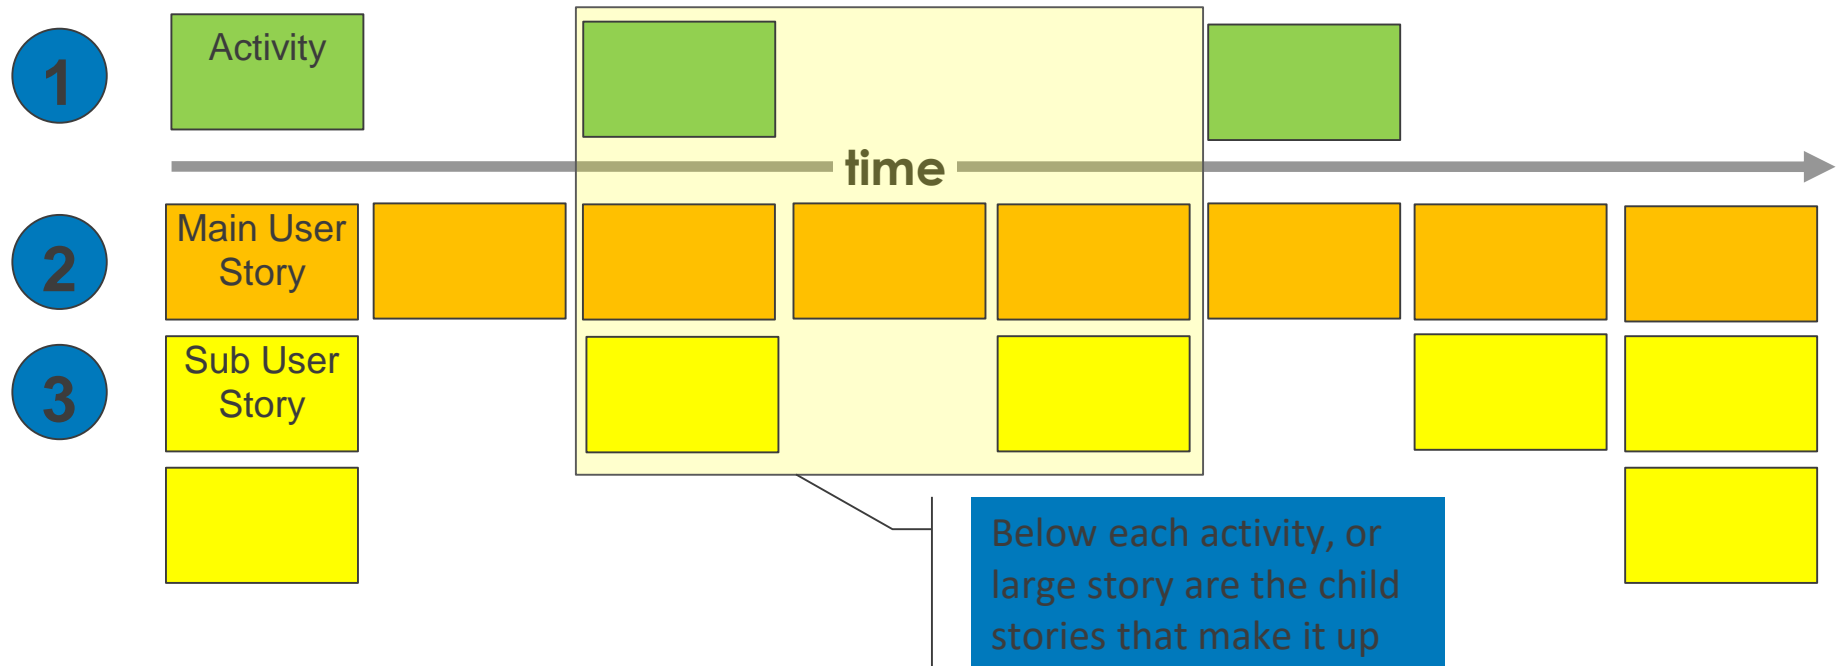 1
Activity
time
2
Main User
Story
3
Sub User
Story
Below each activity, or
large story are the child
stories that make it up